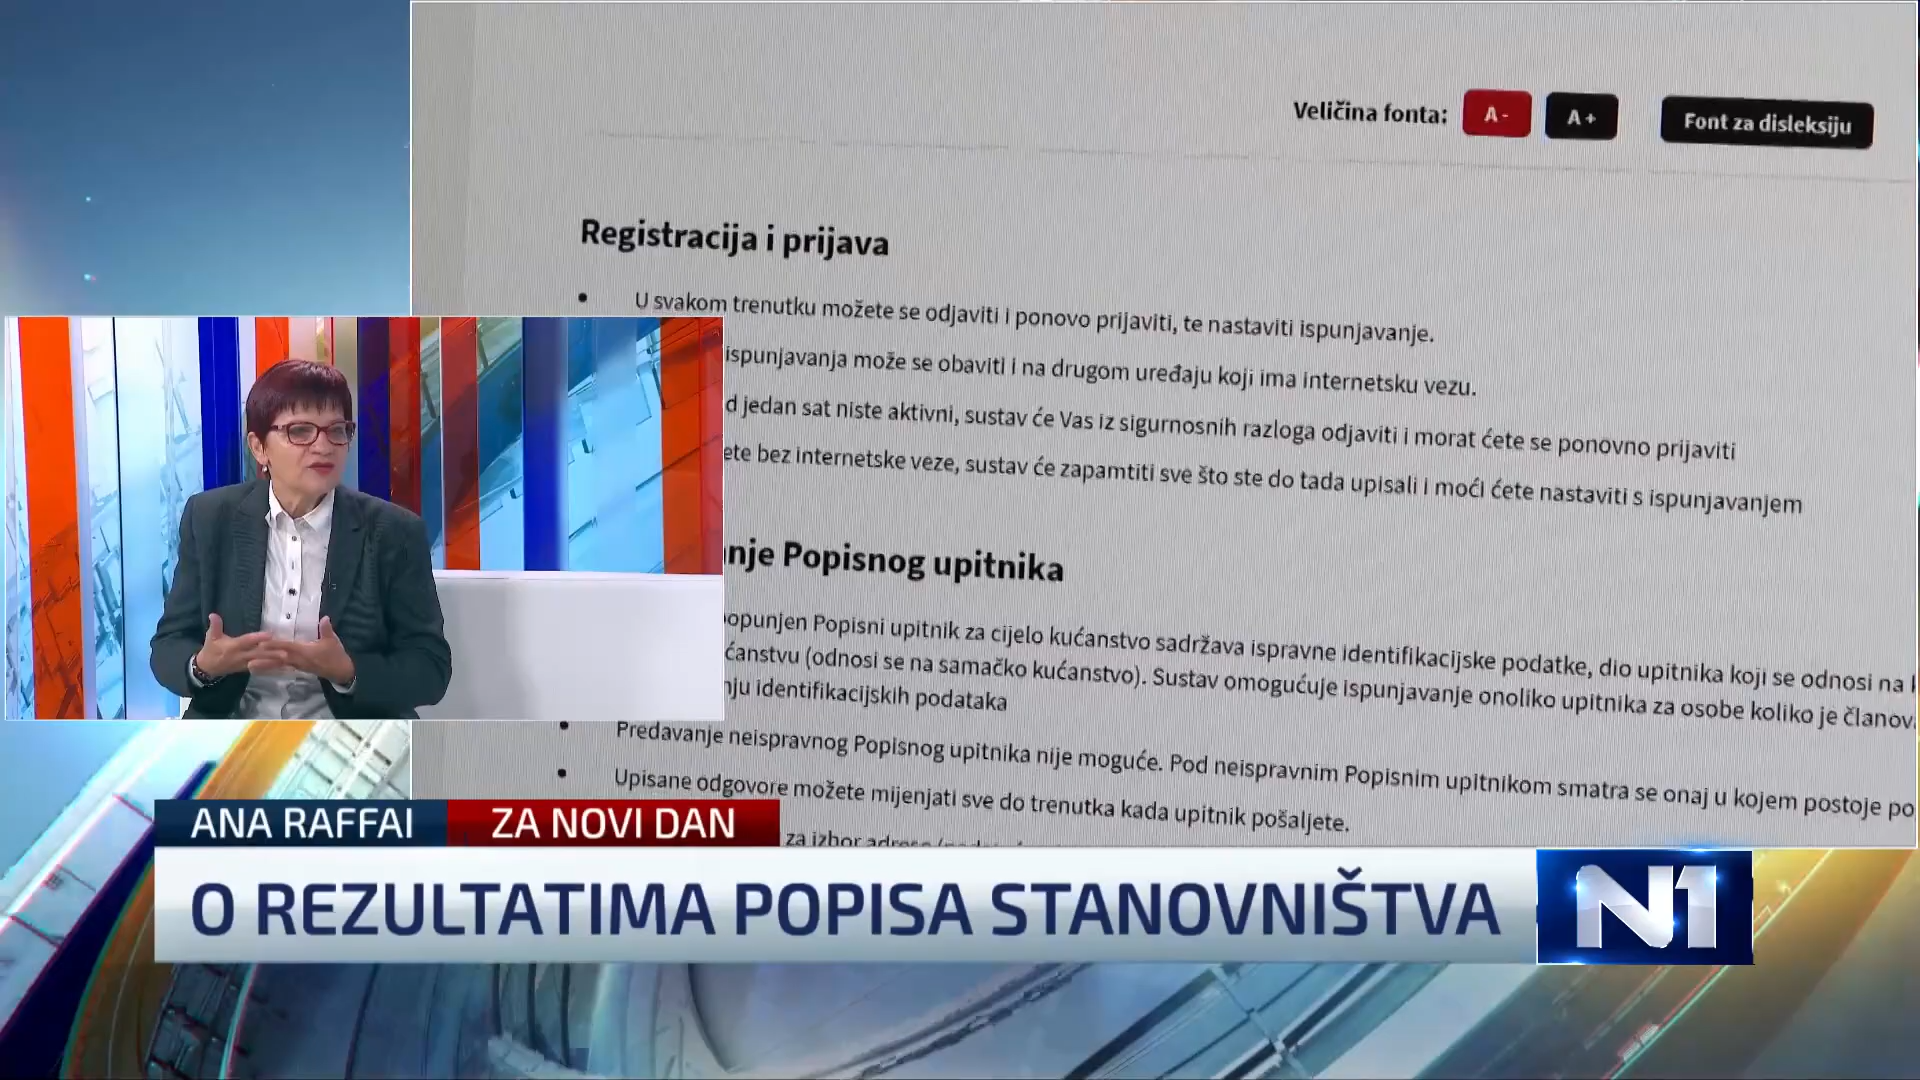 Veličina fonta: A - A + Font za disleksiju
Registracija i prijava
U svakom trenutku možete se odjaviti i ponovo prijaviti, te nastaviti ispunjavanje.
ispunjavanja može se obaviti i na drugom uređaju koji ima internetsku vezu.
d jedan sat niste aktivni, sustav će Vas iz sigurnosnih razloga odjaviti i morat ćete se ponovno prijaviti
ete bez internetske veze, sustav će zapamtiti sve što ste do tada upisali i moći ćete nastaviti s ispunjavanjem
nje Popisnog upitnika
opunjen Popisni upitnik za cijelo kućanstvo sadržava ispravne identifikacijske podatke, dio upitnika koji se odnosi na
ćanstvu (odnosi se na samačko kućanstvo). Sustav omogućuje ispunjavanje onoliko upitnika za osobe koliko je članova
nju identifikacijskih podataka
Predavanje neispravnog Popisnog upitnika nije moguće. Pod neispravnim Popisnim upitnikom smatra se onaj u kojem postoje po
Upisane odgovore možete mijenjati sve do trenutka kada upitnik pošaljete.
za izbor
ANA RAFFAI ZA NOVI DAN
O REZULTATIMA POPISA STANOVNIŠTVA
N1